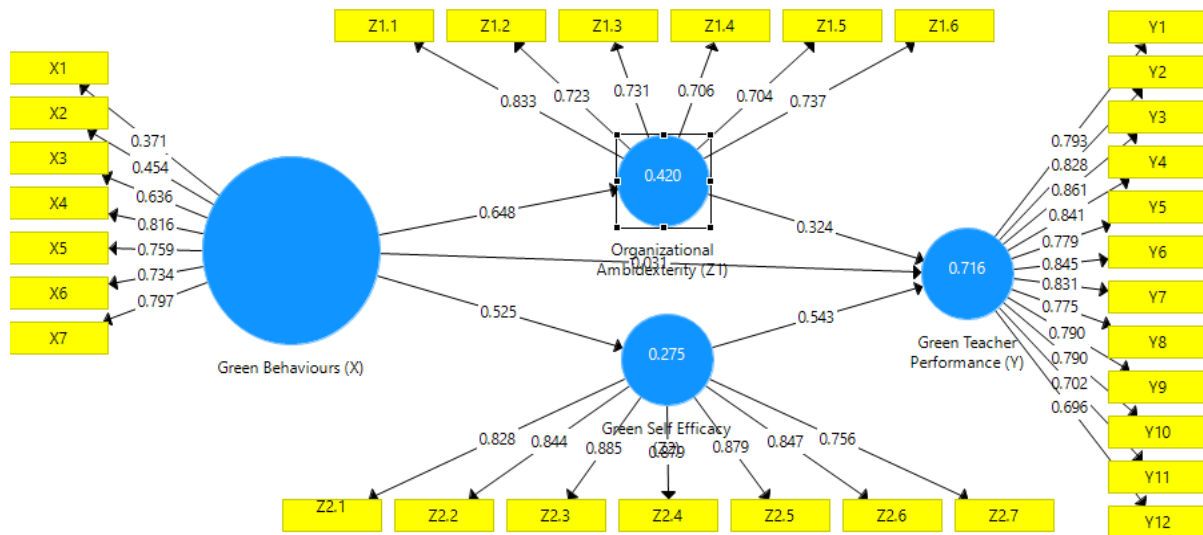 Z1.1 Z1.2 Z1.3 Z1.4 Z1.5 Z1.6
0.833 0.723 0.731 0.706 0.704 0.737
X1
X2
X3
X4
X5
X6
X7
0.371
0.454
0.636
0.816
0.759
0.734
0.797
Green Behaviours (X)
0.648
0.031
0.525
0.420
Organizational
Ambidexterity (Z1)
0.324
0.543
0.275
Green Self Efficacy
(Z2)
0.828 0.844 0.885 0.879 0.879 0.847 0.756
Z2.1 Z2.2 Z2.3 Z2.4 Z2.5 Z2.6 Z2.7
0.716
Green Teacher
Performance (Y)
0.793
0.828
0.861
0.841
0.779
0.845
0.831
0.775
0.790
0.790
0.702
0.696
Y1
Y2
Y3
Y4
Y5
Y6
Y7
Y8
Y9
Y10
Y11
Y12